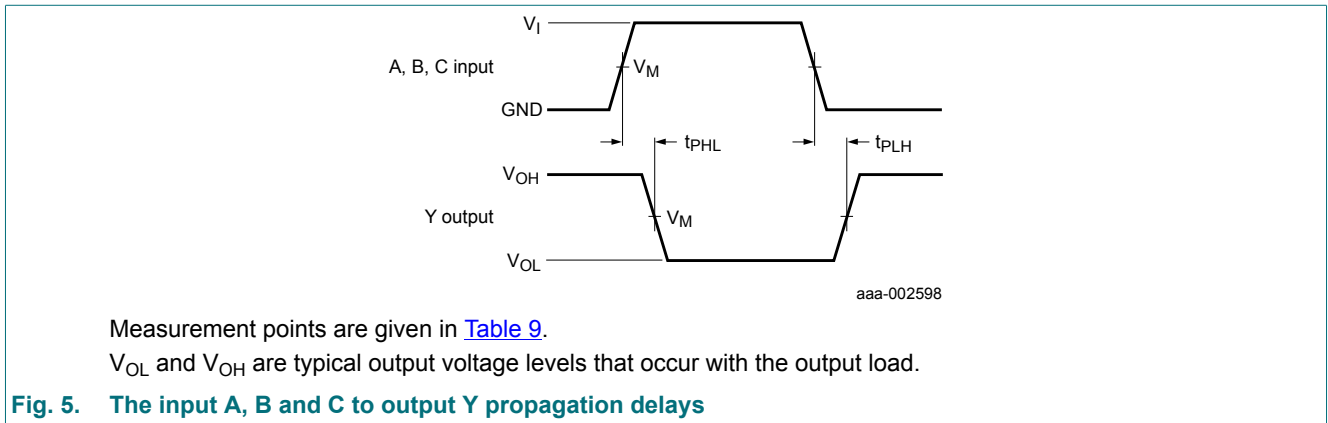 V_I
A, B, C input
V_M
GND
t_PHL
t_PLH
V_OH
Y output
V_M
V_OL
aaa-002598
Measurement points are given in Table 9.
V_OL and V_OH are typical output voltage levels that occur with the output load.
Fig. 5. The input A, B and C to output Y propagation delays